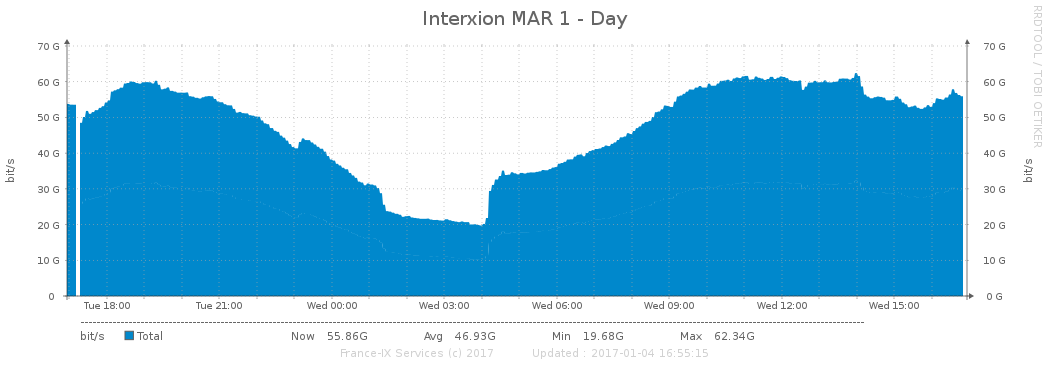 Interxion MAR 1 - Day
RRDTOOL / TOBI OETIKER
70 G 70 G
60 G 60 G
50 G 50 G
40 G 40 G
30 G 30 G
20 G 20 G
10 G 10 G
0 0 G
bit/s bit/s
Tue 18:00 Tue 21:00 Wed 00:00 Wed 03:00 Wed 06:00 Wed 09:00 Wed 12:00 Wed 15:00
bit/s Total Now 55.86G Avg 46.93G Min 19.68G Max 62.34G
France-IX Services (c) 2017 Updated : 2017-01-04 16:55:15